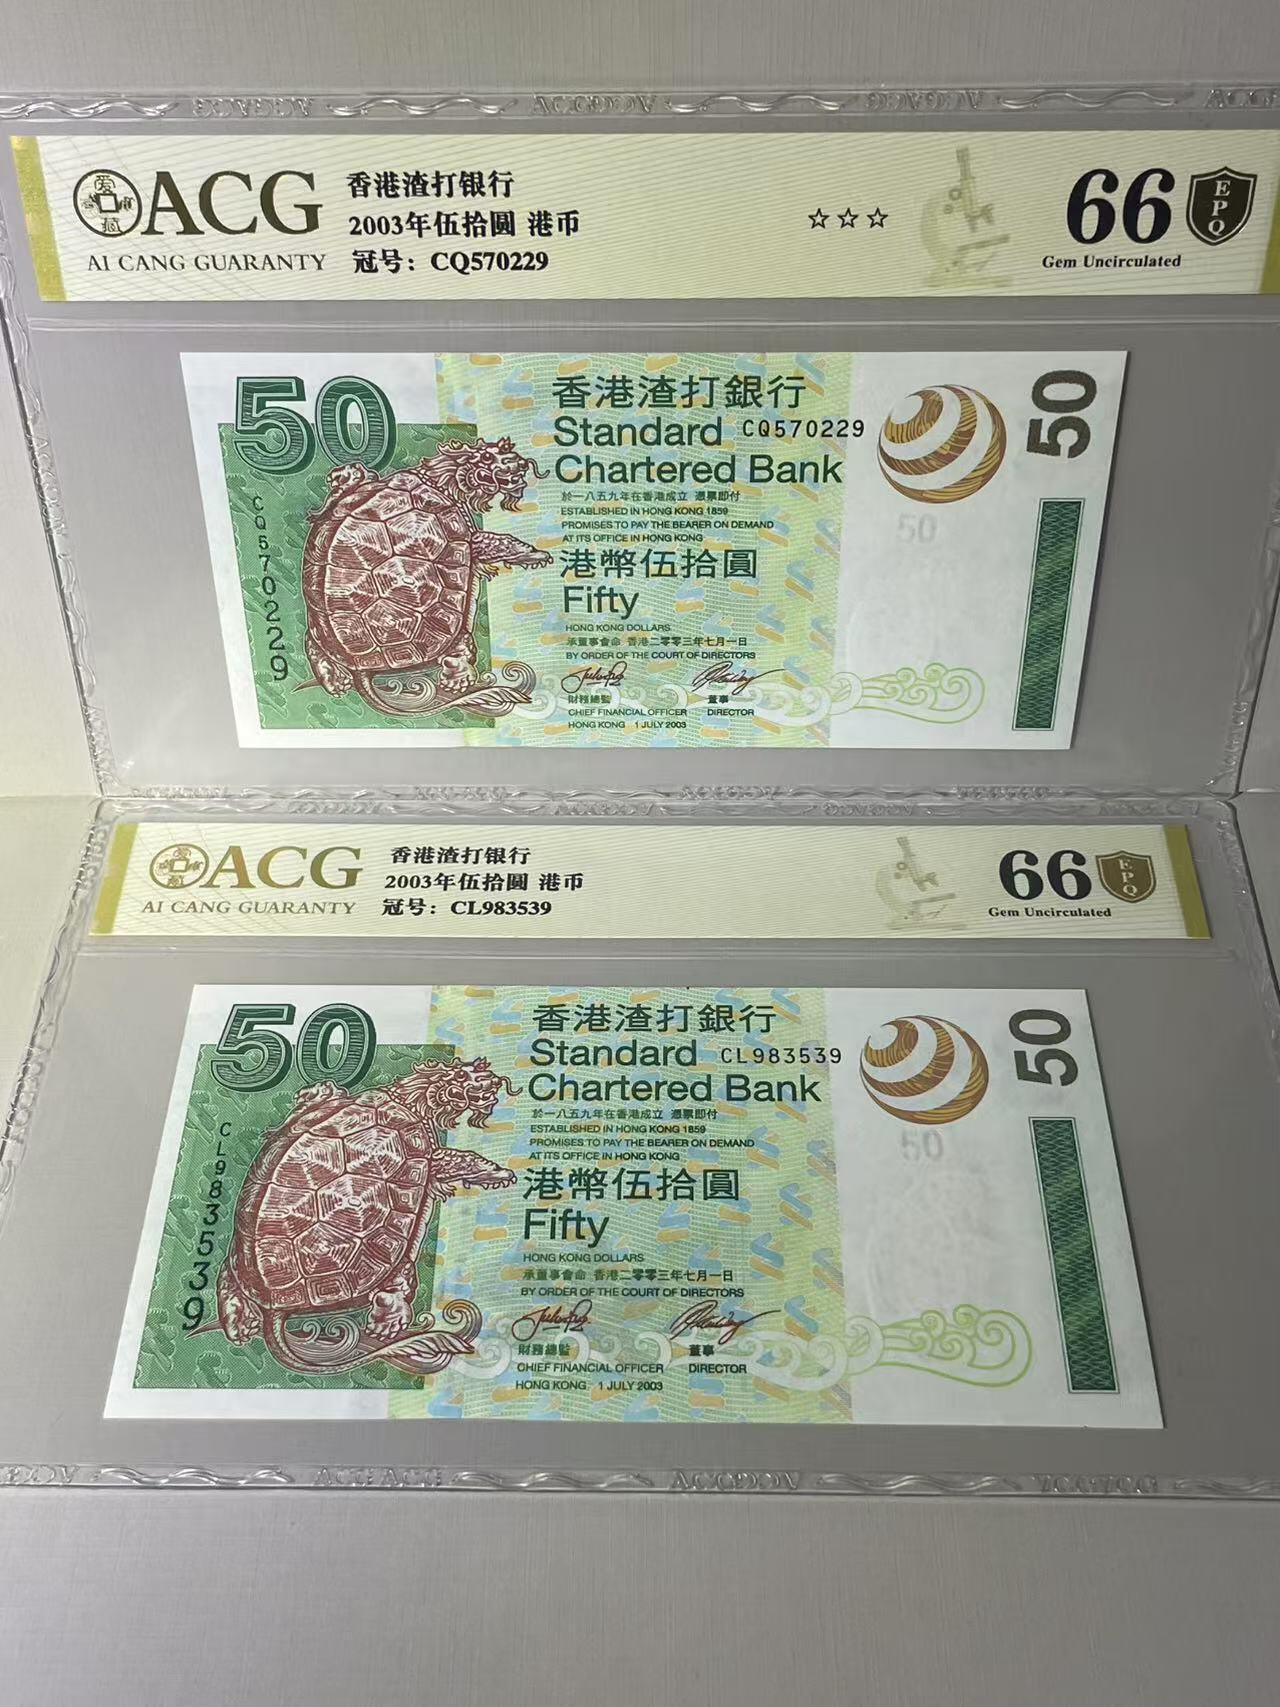 ACG
AI CANG GUARANTY
香港渣打银行
2003年伍拾圆 港币
冠号：CQ570229
☆☆☆
66
EPQ
Gem Uncirculated
50
香港渣打銀行
Standard CQ570229
Chartered Bank
於一八五九年在香港成立 憑票即付
ESTABLISHED IN HONG KONG 1859
PROMISES TO PAY THE BEARER ON DEMAND
AT ITS OFFICE IN HONG KONG
港幣伍拾圓
Fifty
HONG KONG DOLLARS
承董事會命 香港二零零三年七月一日
BY ORDER OF THE COURT OF DIRECTORS
財務總監 董事
CHIEF FINANCIAL OFFICER DIRECTOR
HONG KONG 1 JULY 2003
CQ570229
50
50
ACG
AI CANG GUARANTY
香港渣打银行
2003年伍拾圆 港币
冠号：CL983539
66
EPQ
Gem Uncirculated
50
香港渣打銀行
Standard CL983539
Chartered Bank
於一八五九年在香港成立 憑票即付
ESTABLISHED IN HONG KONG 1859
PROMISES TO PAY THE BEARER ON DEMAND
AT ITS OFFICE IN HONG KONG
港幣伍拾圓
Fifty
HONG KONG DOLLARS
承董事會命 香港二零零三年七月一日
BY ORDER OF THE COURT OF DIRECTORS
財務總監 董事
CHIEF FINANCIAL OFFICER DIRECTOR
HONG KONG 1 JULY 2003
CL983539
50
50